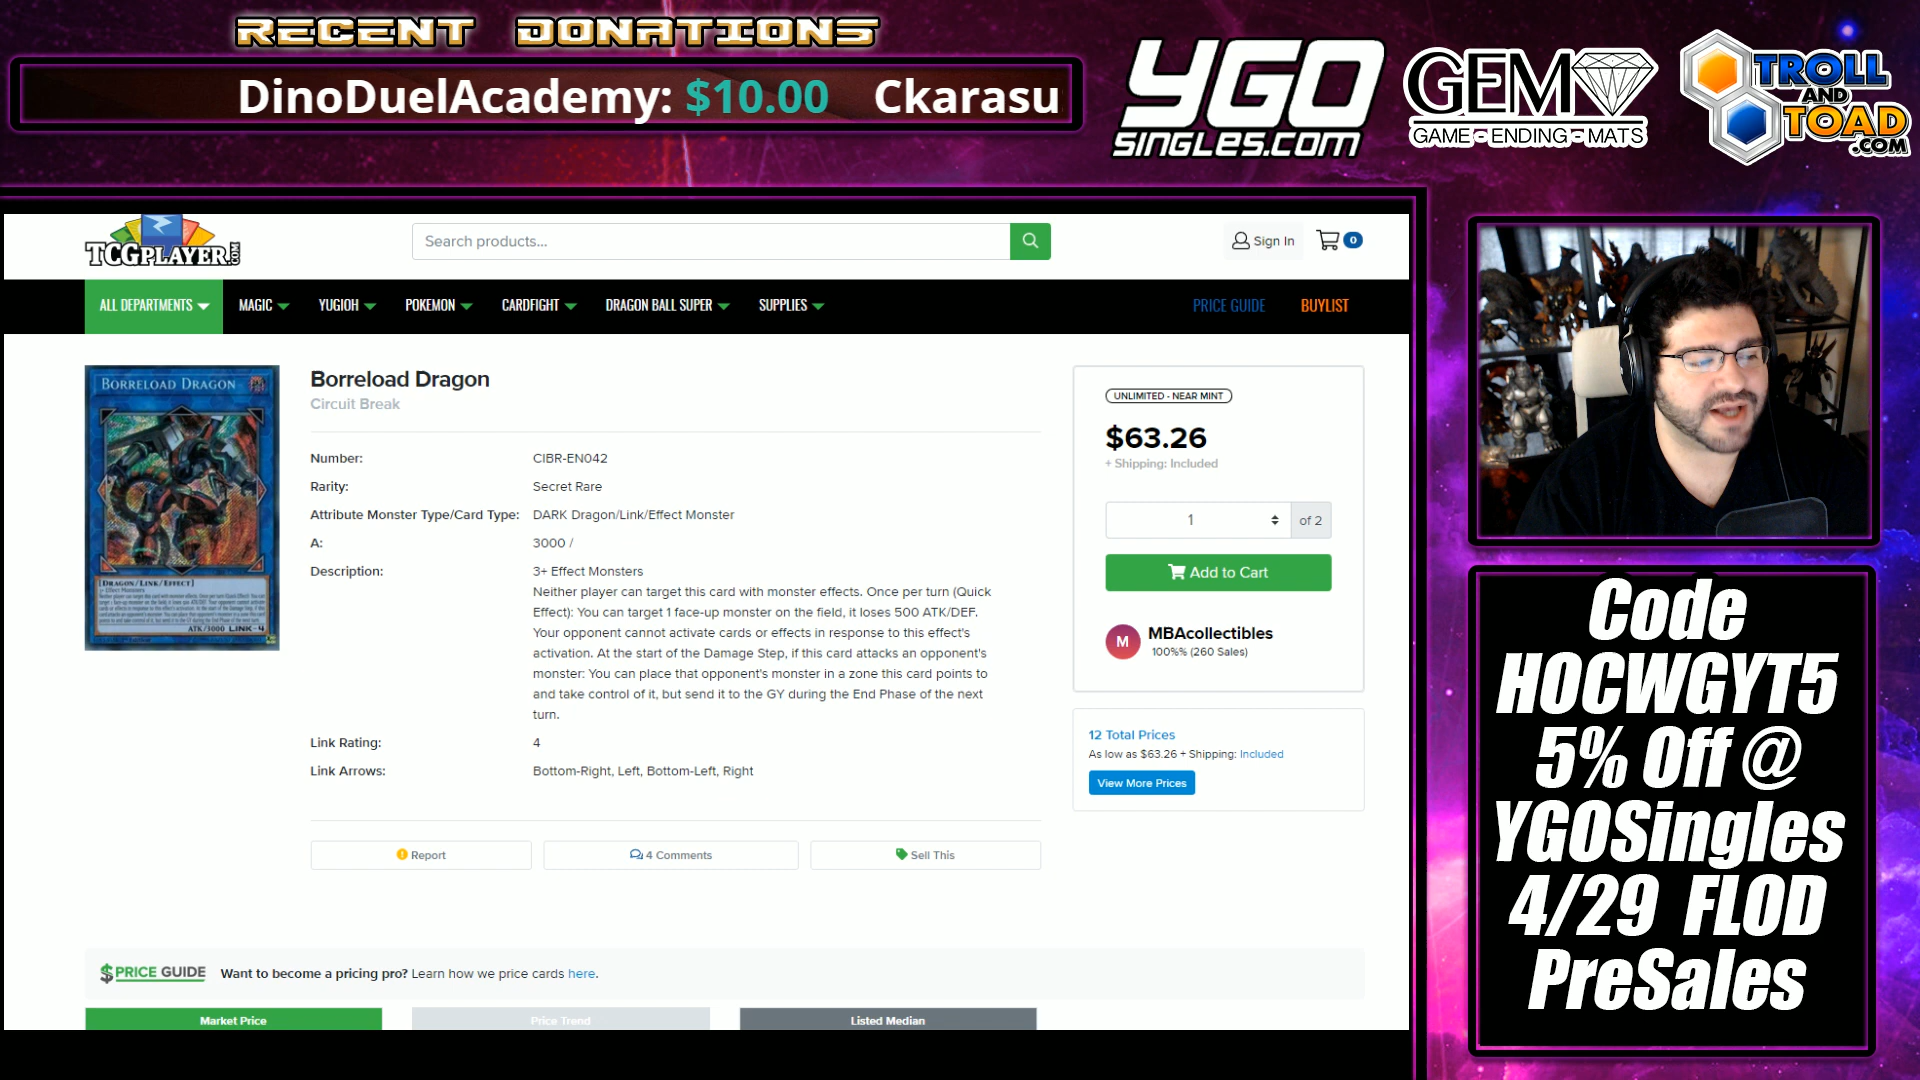 RECENT DONATIONS
DinoDuelAcademy: $10.00 Ckarasu
YGO
SINGLES.COM
GEM
GAME - ENDING - MATS
TROLL
AND
TOAD
.COM
TCGPLAYER.COM
Search products...
Sign In
0
ALL DEPARTMENTS
MAGIC
YUGIOH
POKEMON
CARDFIGHT
DRAGON BALL SUPER
SUPPLIES
PRICE GUIDE
BUYLIST
BORRELOAD DRAGON
[DRAGON/LINK/EFFECT]
ATK/3000 LINK-4
Borreload Dragon
Circuit Break
Number: CIBR-EN042
Rarity: Secret Rare
Attribute Monster Type/Card Type: DARK Dragon/Link/Effect Monster
A: 3000 /
Description: 3+ Effect Monsters
Neither player can target this card with monster effects. Once per turn (Quick
Effect): You can target 1 face-up monster on the field, it loses 500 ATK/DEF.
Your opponent cannot activate cards or effects in response to this effect's
activation. At the start of the Damage Step, if this card attacks an opponent's
monster: You can place that opponent's monster in a zone this card points to
and take control of it, but send it to the GY during the End Phase of the next
turn.
Link Rating: 4
Link Arrows: Bottom-Right, Left, Bottom-Left, Right
Report
4 Comments
Sell This
UNLIMITED - NEAR MINT
$63.26
+ Shipping: Included
1 of 2
Add to Cart
M
MBAcollectibles
100%% (260 Sales)
12 Total Prices
As low as $63.26 + Shipping: Included
View More Prices
$PRICE GUIDE Want to become a pricing pro? Learn how we price cards here.
Market Price
Price Trend
Listed Median
Code
HOCWGYT5
5% Off @
YGOSingles
4/29 FLOD
PreSales